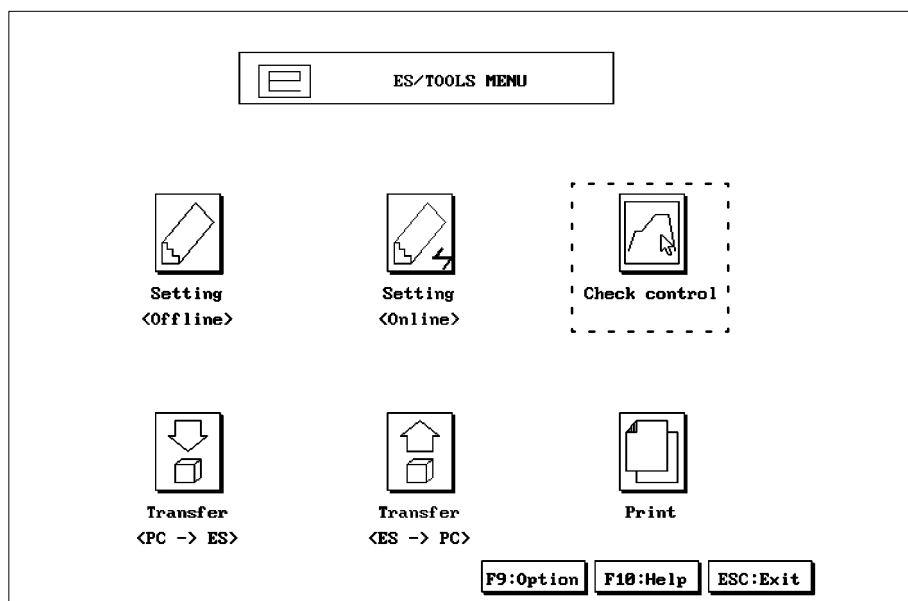 ES/TOOLS MENU
Setting
<Offline>
Setting
<Online>
Check control
Transfer
<PC -> ES>
Transfer
<ES -> PC>
Print
F9:Option
F10:Help
ESC:Exit